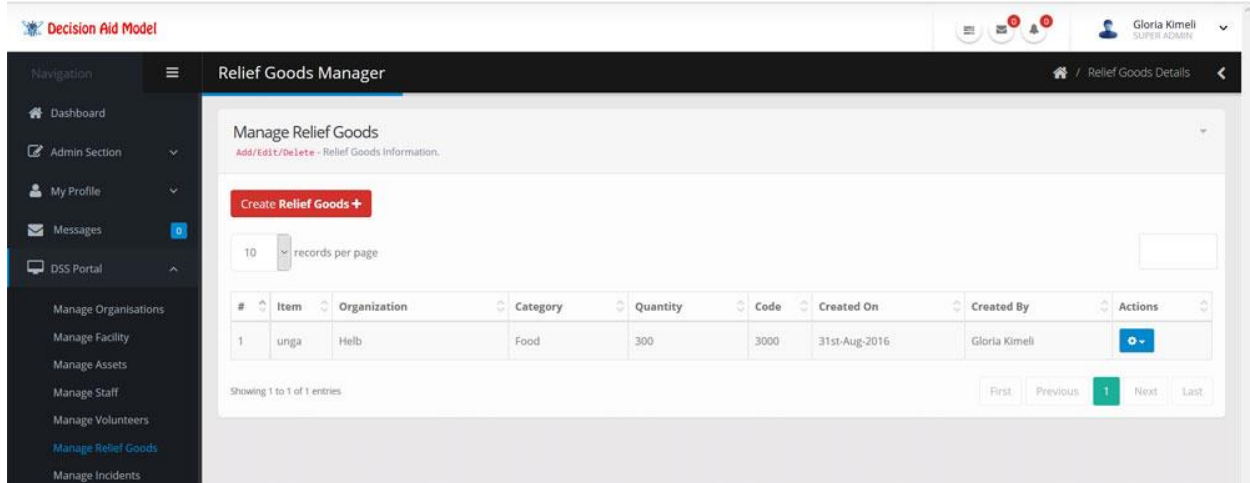 Decision Aid Model
0
0
Gloria Kimeli
SUPER ADMIN
Navigation
Relief Goods Manager
/ Relief Goods Details
Dashboard
Admin Section
My Profile
Messages 0
DSS Portal
Manage Organisations
Manage Facility
Manage Assets
Manage Staff
Manage Volunteers
Manage Relief Goods
Manage Incidents
Manage Relief Goods
Add/Edit/Delete - Relief Goods Information.
Create Relief Goods +
10 records per page
# Item Organization Category Quantity Code Created On Created By Actions
1 unga Helb Food 300 3000 31st-Aug-2016 Gloria Kimeli
Showing 1 to 1 of 1 entries
First Previous 1 Next Last